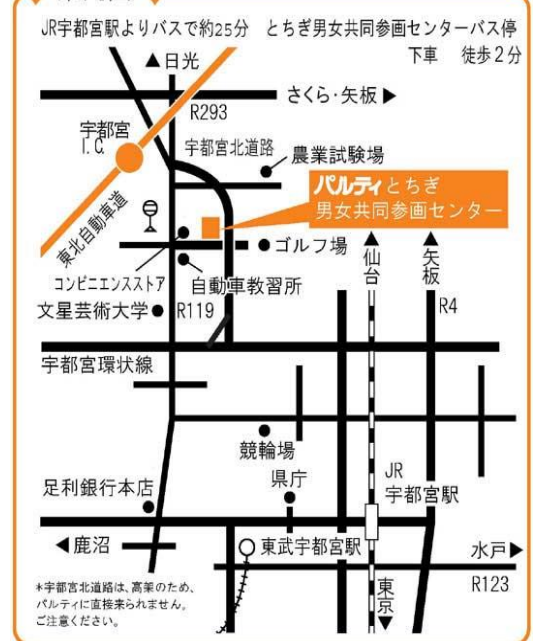 JR宇都宮駅よりバスで約25分　とちぎ男女共同参画センターバス停
下車　徒歩2分
▲日光
さくら・矢板▶
R293
宇都宮
I.C.
宇都宮北道路
農業試験場
パルティとちぎ
男女共同参画センター
東北自動車道
ゴルフ場
▲仙台
▲矢板
コンビニエンスストア
自動車教習所
文星芸術大学
R119
R4
宇都宮環状線
競輪場
足利銀行本店
県庁
JR
宇都宮駅
◀鹿沼
東武宇都宮駅
水戸▶
R123
東京▼
*宇都宮北道路は、高架のため、
パルティに直接来られません。
ご注意ください。